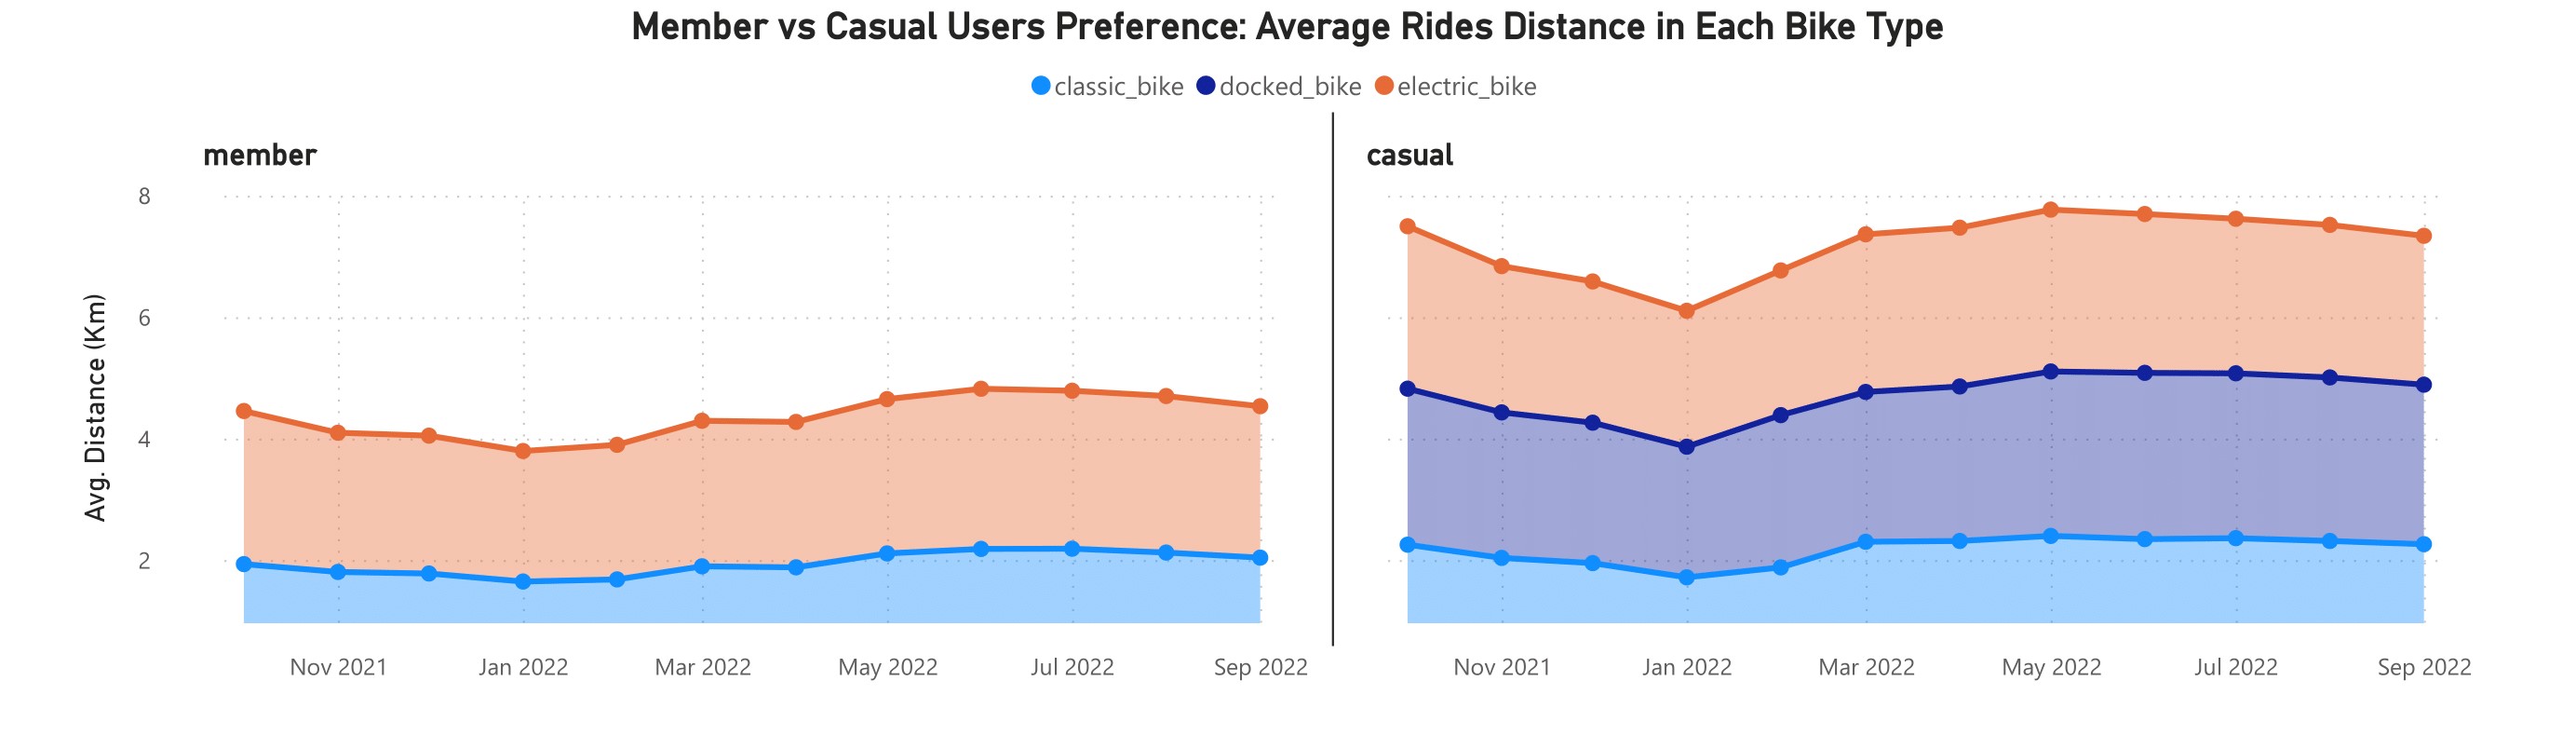 Member vs Casual Users Preference: Average Rides Distance in Each Bike Type
classic_bike docked_bike electric_bike
member
casual
Avg. Distance (Km)
8
6
4
2
Nov 2021 Jan 2022 Mar 2022 May 2022 Jul 2022 Sep 2022
Nov 2021 Jan 2022 Mar 2022 May 2022 Jul 2022 Sep 2022